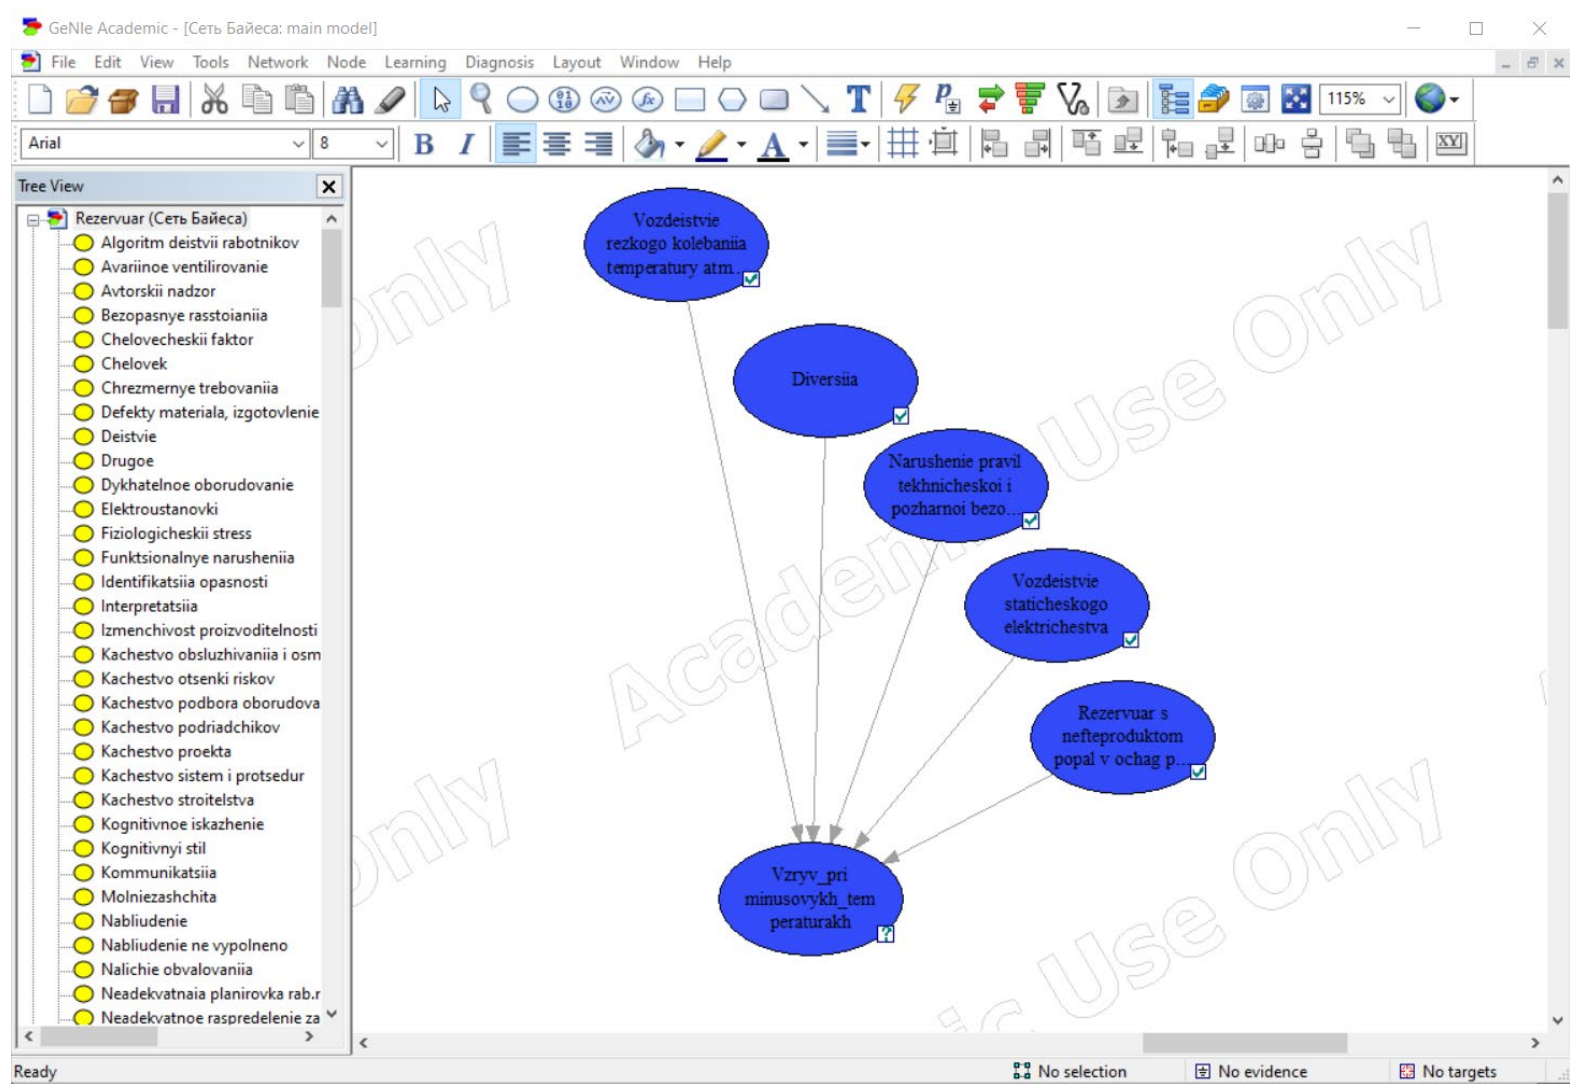 GeNIe Academic - [Сеть Байеса: main model]
File Edit View Tools Network Node Learning Diagnosis Layout Window Help
115%
Arial 8
Tree View
Rezervuar (Сеть Байеса)
Algoritm deistvii rabotnikov
Avariinoe ventilirovanie
Avtorskii nadzor
Bezopasnye rasstoianiia
Chelovecheskii faktor
Chelovek
Chrezmernye trebovaniia
Defekty materiala, izgotovlenie
Deistvie
Drugoe
Dykhatelnoe oborudovanie
Elektroustanovki
Fiziologicheskii stress
Funktsionalnye narusheniia
Identifikatsiia opasnosti
Interpretatsiia
Izmenchivost proizvoditelnosti
Kachestvo obsluzhivaniia i osm
Kachestvo otsenki riskov
Kachestvo podbora oborudova
Kachestvo podriadchikov
Kachestvo proekta
Kachestvo sistem i protsedur
Kachestvo stroitelstva
Kognitivnoe iskazhenie
Kognitivnyi stil
Kommunikatsiia
Molniezashchita
Nabliudenie
Nabliudenie ne vypolneno
Nalichie obvalovaniia
Neadekvatnaia planirovka rab.r
Neadekvatnoe raspredelenie za
Vozdeistvie
rezkogo kolebaniia
temperatury atm...
Diversiia
Narushenie pravil
tekhnicheskoi i
pozharnoi bezo...
Vozdeistvie
staticheskogo
elektrichestva
Rezervuar s
nefteproduktom
popal v ochag p...
Vzryv_pri
minusovykh_tem
peraturakh
Academic Use Only
Only
Only
ic Use Only
Ready No selection No evidence No targets